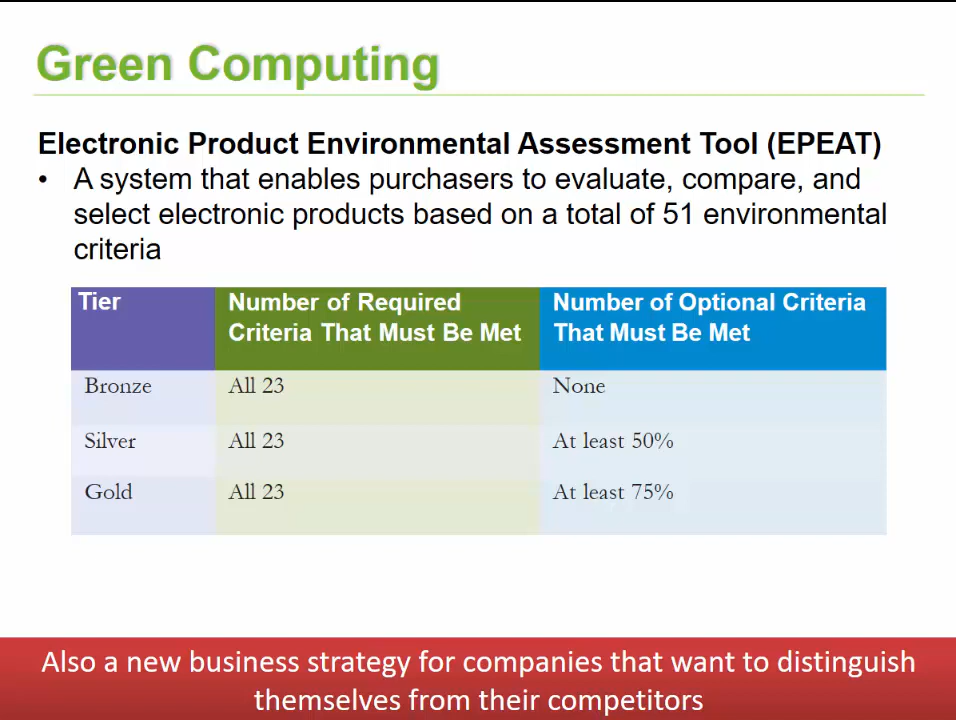 Green Computing
Electronic Product Environmental Assessment Tool (EPEAT)
• A system that enables purchasers to evaluate, compare, and
select electronic products based on a total of 51 environmental
criteria
Tier
Number of Required
Criteria That Must Be Met
Number of Optional Criteria
That Must Be Met
Bronze All 23 None
Silver All 23 At least 50%
Gold All 23 At least 75%
Also a new business strategy for companies that want to distinguish
themselves from their competitors